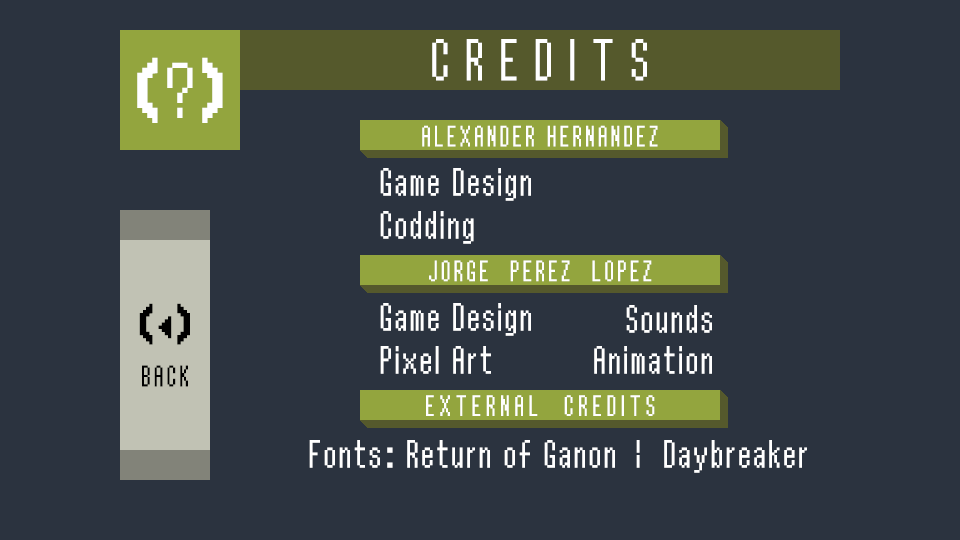 (?)
CREDITS
ALEXANDER HERNANDEZ
Game Design
Codding
JORGE PEREZ LOPEZ
Game Design Sounds
Pixel Art Animation
BACK
EXTERNAL CREDITS
Fonts: Return of Ganon | Daybreaker